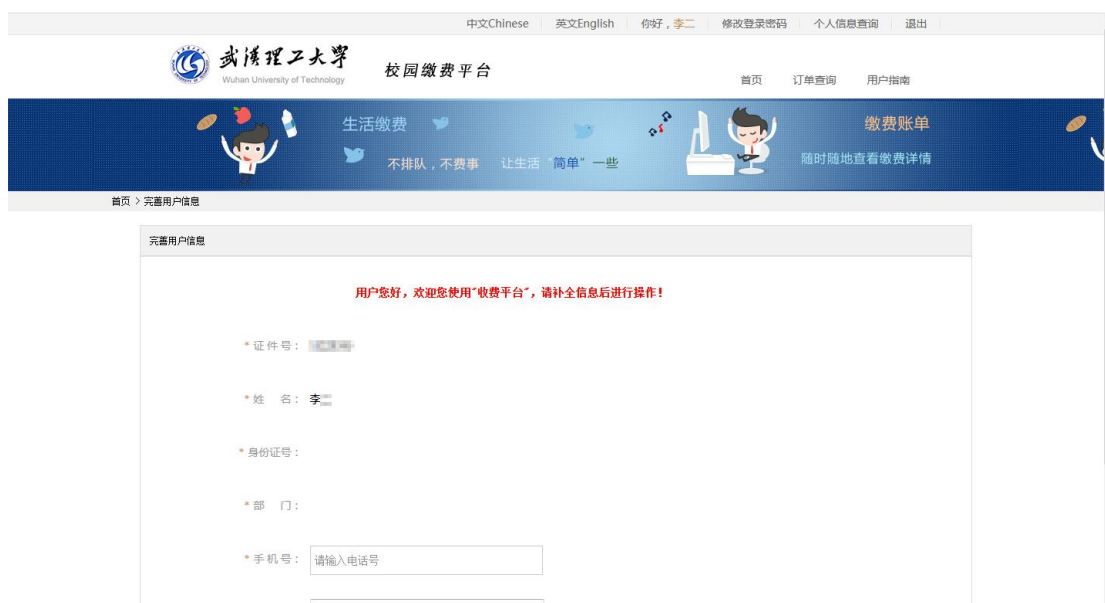 中文Chinese 英文English 你好，李二 修改登录密码 个人信息查询 退出
武汉理工大学
Wuhan University of Technology
校园缴费平台
首页 订单查询 用户指南
生活缴费
不排队，不费事 让生活“简单”一些
缴费账单
随时随地查看缴费详情
首页 > 完善用户信息
完善用户信息
用户您好，欢迎您使用"收费平台"，请补全信息后进行操作！
*证件号：
*姓 名：李
*身份证号：
*部 门：
*手机号：请输入电话号